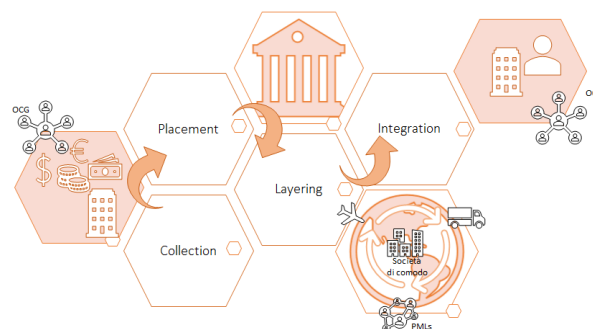 OCG
Placement
Integration
Layering
Collection
Società
di comodo
PMLs